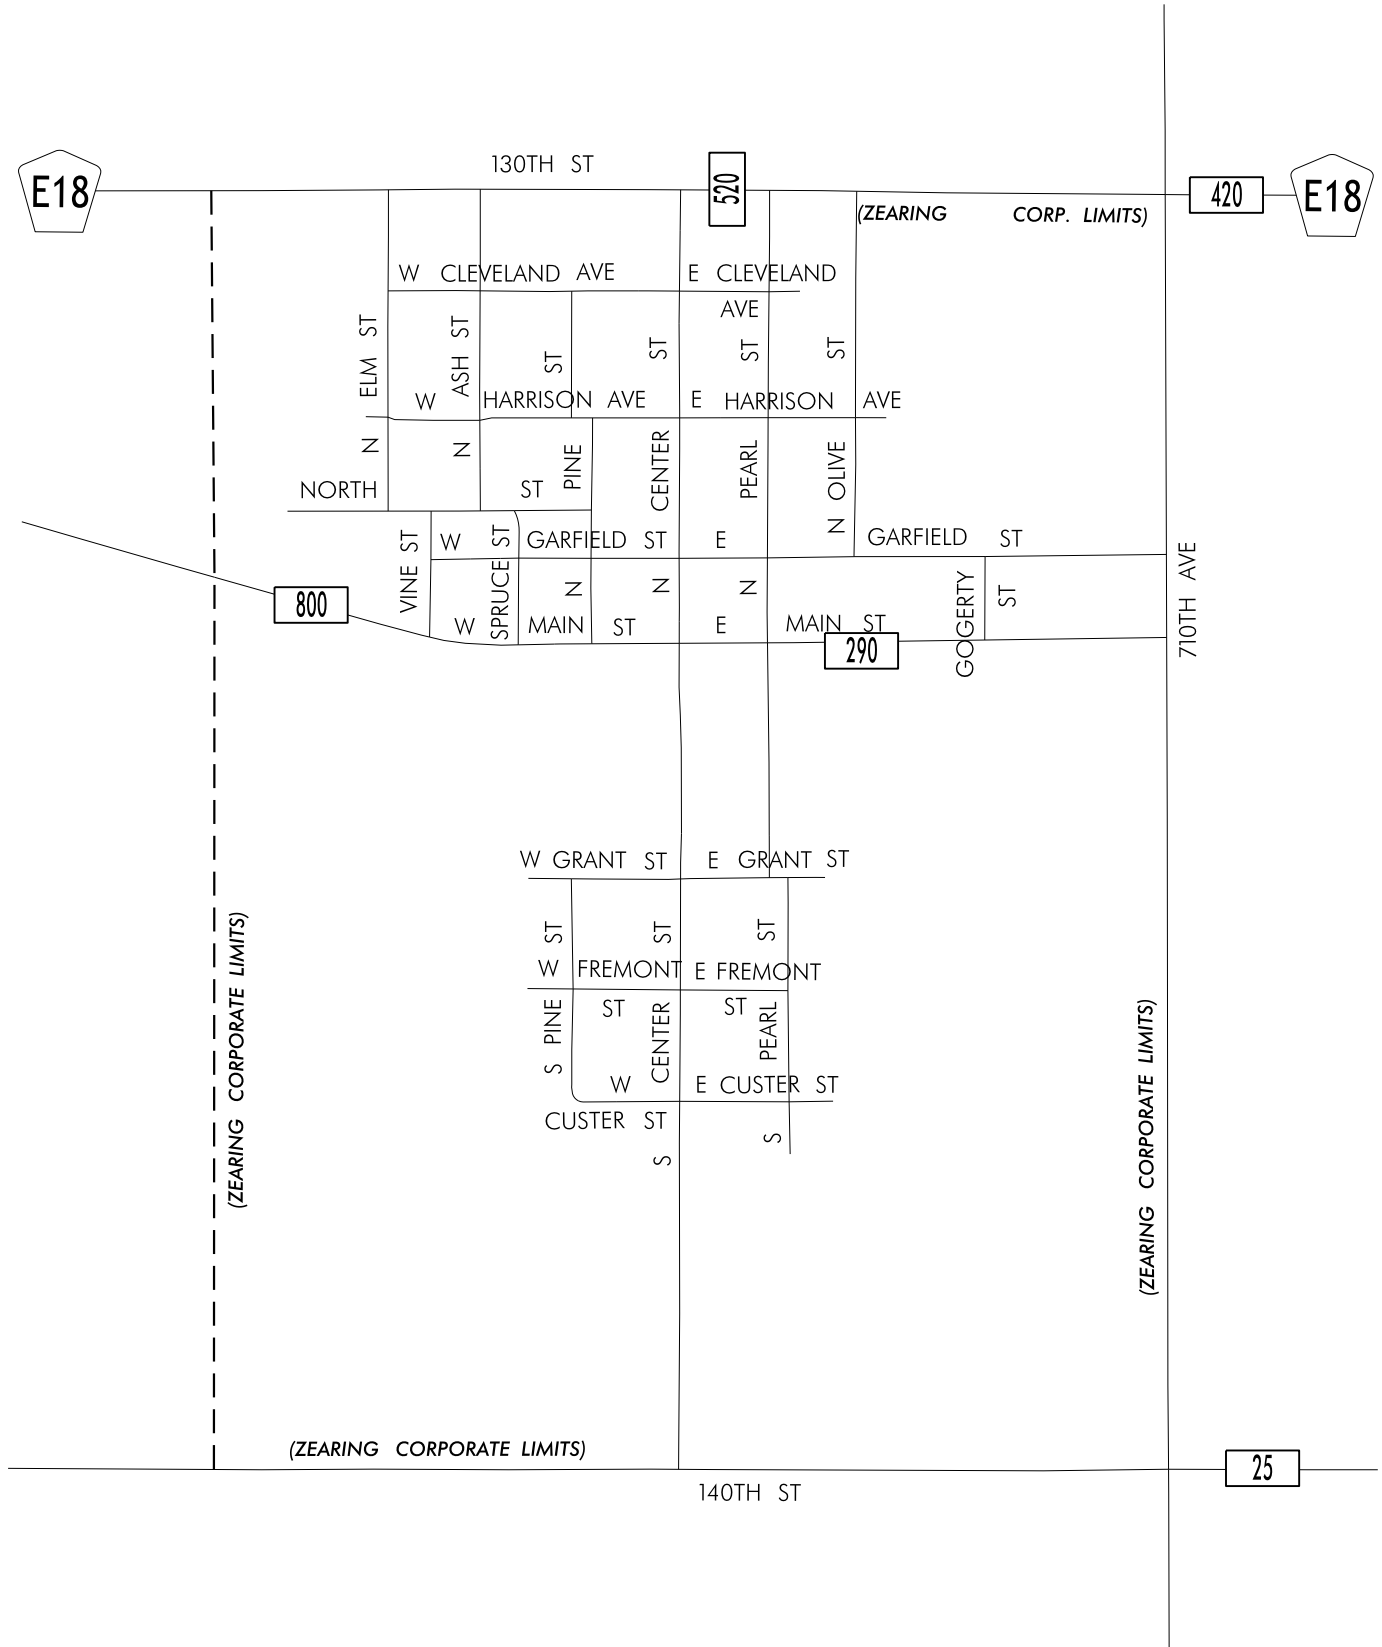 130TH ST
520
E18
420
E18
(ZEARING CORP. LIMITS)
W CLEVELAND AVE
E CLEVELAND
AVE
N ELM ST
N ASH ST
N PINE ST
N CENTER ST
N PEARL ST
N OLIVE ST
W HARRISON AVE
E HARRISON AVE
NORTH ST
VINE ST
SPRUCE ST
W GARFIELD ST
E GARFIELD ST
800
W MAIN ST
E MAIN ST
290
GOGERTY ST
710TH AVE
W GRANT ST
E GRANT ST
S PINE ST
S CENTER ST
S PEARL ST
W FREMONT
ST
E FREMONT
ST
W
CUSTER ST
E CUSTER ST
(ZEARING CORPORATE LIMITS)
(ZEARING CORPORATE LIMITS)
(ZEARING CORPORATE LIMITS)
25
140TH ST